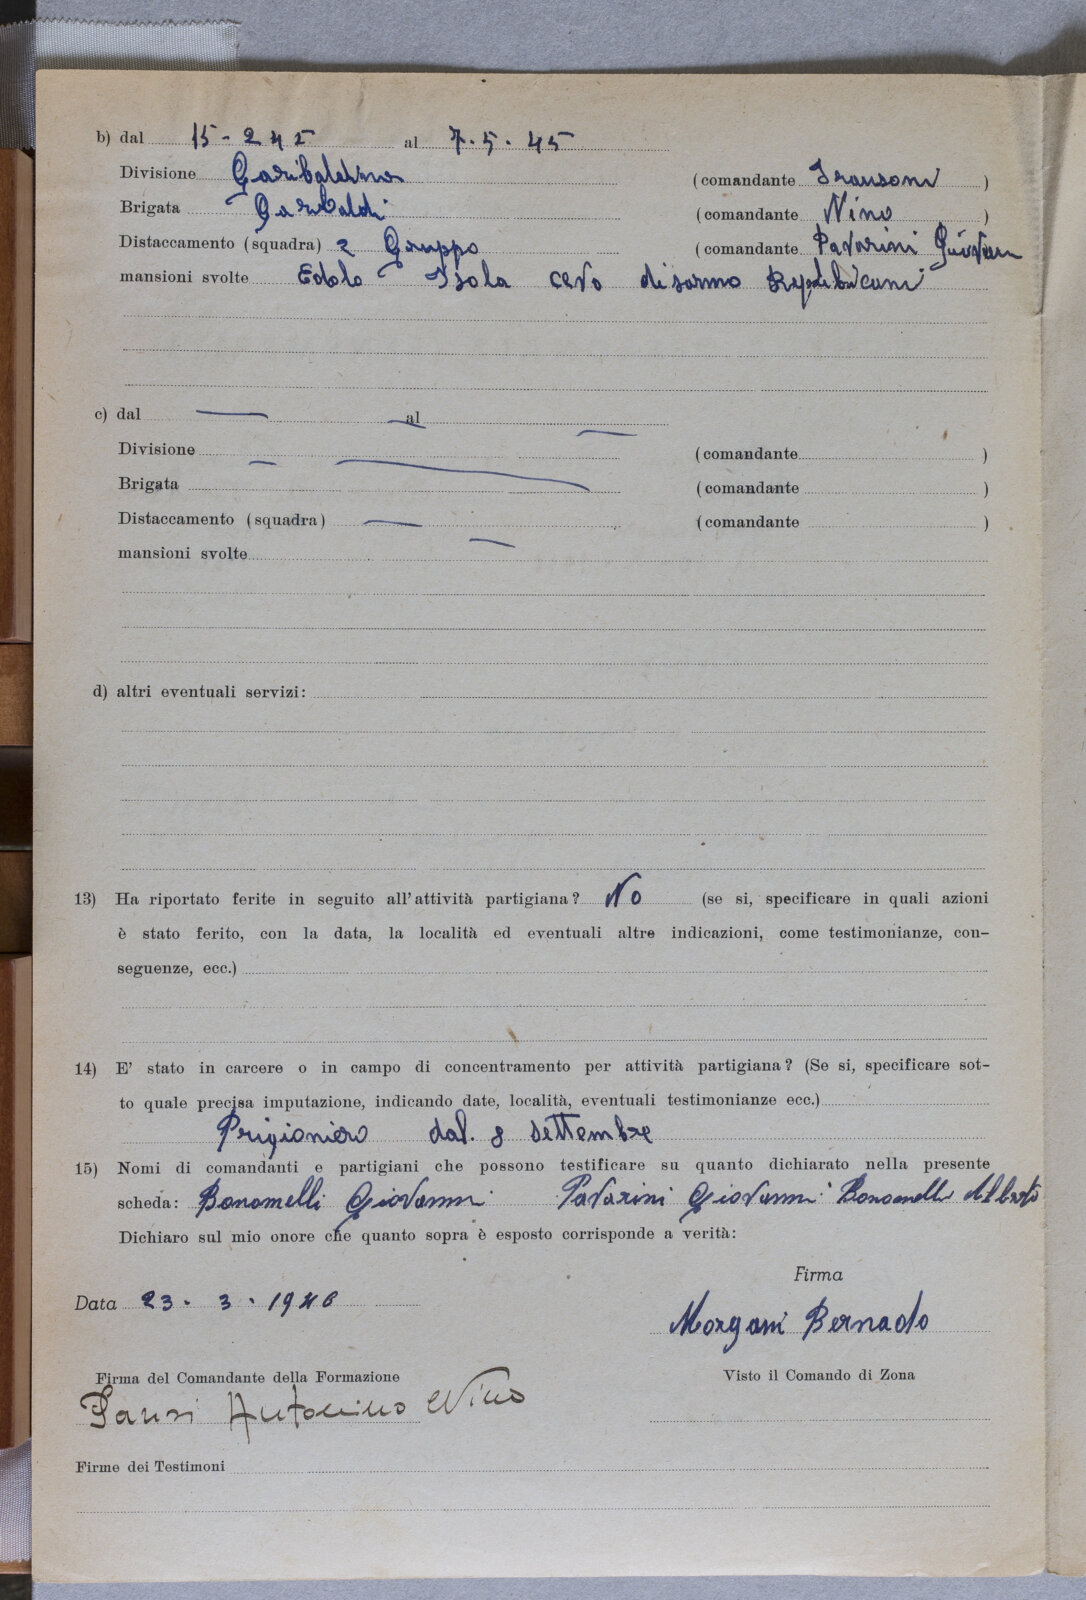 b) dal 15-2 45 al 7.5.45
Divisione Garibaldina (comandante Transoni )
Brigata Garibaldi (comandante Nino )
Distaccamento (squadra) 2 Gruppo (comandante Pavarini Giovan
mansioni svolte Edolo Isola cevo disarmo Repubblicani
c) dal — al —
Divisione (comandante )
Brigata (comandante )
Distaccamento (squadra) — (comandante )
mansioni svolte —
d) altri eventuali servizi:
13) Ha riportato ferite in seguito all'attività partigiana? No (se si, specificare in quali azioni
è stato ferito, con la data, la località ed eventuali altre indicazioni, come testimonianze, con-
seguenze, ecc.)
14) E' stato in carcere o in campo di concentramento per attività partigiana? (Se si, specificare sot-
to quale precisa imputazione, indicando date, località, eventuali testimonianze ecc.)
Prigioniero dal. 8 settembre
15) Nomi di comandanti e partigiani che possono testificare su quanto dichiarato nella presente
scheda: Bonomelli Giovanni Pavarini Giovanni Bonomelli Alberto
Dichiaro sul mio onore che quanto sopra è esposto corrisponde a verità:
Firma
Data 23. 3. 1946
Morgani Bernado
Firma del Comandante della Formazione Visto il Comando di Zona
Parisi Antonino Nino
Firme dei Testimoni